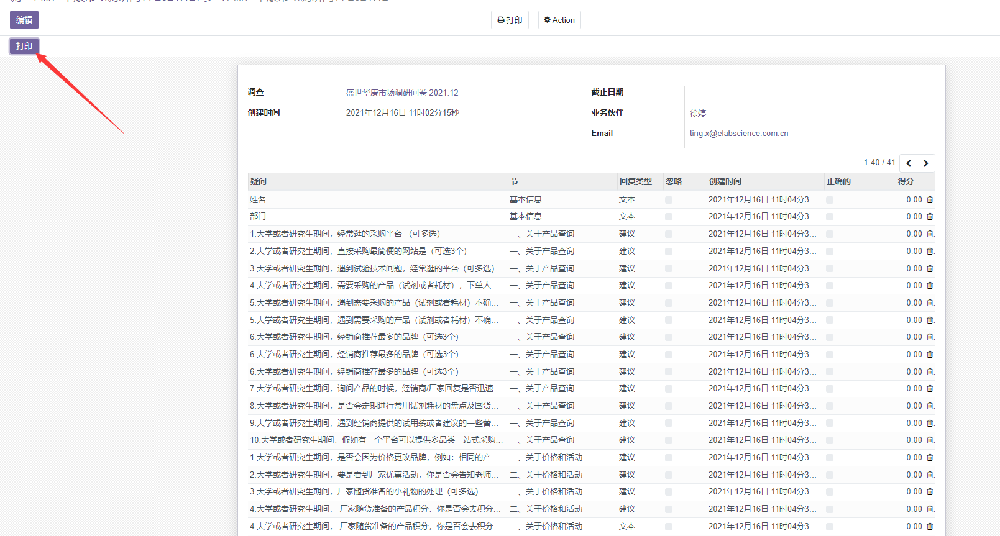 编辑
打印
Action
打印
调查
盛世华康市场调研问卷 2021.12
截止日期
创建时间
2021年12月16日 11时02分15秒
业务伙伴
徐婷
Email
ting.x@elabscience.com.cn
1-40 / 41
疑问 节 回复类型 忽略 创建时间 正确的 得分
姓名 基本信息 文本 2021年12月16日 11时04分3... 0.00
部门 基本信息 文本 2021年12月16日 11时04分3... 0.00
1.大学或者研究生期间，经常逛的采购平台 （可多选） 一、关于产品查询 建议 2021年12月16日 11时04分3... 0.00
2.大学或者研究生期间，直接采购最简便的网站是（可选3个） 一、关于产品查询 建议 2021年12月16日 11时04分3... 0.00
3.大学或者研究生期间，遇到试验技术问题，经常逛的平台（可多选） 一、关于产品查询 建议 2021年12月16日 11时04分3... 0.00
4.大学或者研究生期间，需要采购的产品（试剂或者耗材），下单人... 一、关于产品查询 建议 2021年12月16日 11时04分3... 0.00
5.大学或者研究生期间，遇到需要采购的产品（试剂或者耗材）不确... 一、关于产品查询 建议 2021年12月16日 11时04分3... 0.00
5.大学或者研究生期间，遇到需要采购的产品（试剂或者耗材）不确... 一、关于产品查询 建议 2021年12月16日 11时04分3... 0.00
6.大学或者研究生期间，经销商推荐最多的品牌（可选3个） 一、关于产品查询 建议 2021年12月16日 11时04分3... 0.00
6.大学或者研究生期间，经销商推荐最多的品牌（可选3个） 一、关于产品查询 建议 2021年12月16日 11时04分3... 0.00
6.大学或者研究生期间，经销商推荐最多的品牌（可选3个） 一、关于产品查询 建议 2021年12月16日 11时04分3... 0.00
7.大学或者研究生期间，询问产品的时候，经销商/厂家回复是否迅速... 一、关于产品查询 建议 2021年12月16日 11时04分3... 0.00
8.大学或者研究生期间，是否会定期进行常用试剂耗材的盘点及囤货... 一、关于产品查询 建议 2021年12月16日 11时04分3... 0.00
9.大学或者研究生期间，遇到经销商提供的试用装或者建议的一些替... 一、关于产品查询 建议 2021年12月16日 11时04分3... 0.00
10.大学或者研究生期间，假如有一个平台可以提供多品类一站式采购... 一、关于产品查询 建议 2021年12月16日 11时04分3... 0.00
1.大学或者研究生期间，是否会因为价格更改品牌，例如：相同的产... 二、关于价格和活动 建议 2021年12月16日 11时04分3... 0.00
2.大学或者研究生期间，要是看到厂家优惠活动，你是否会告知老师... 二、关于价格和活动 建议 2021年12月16日 11时04分3... 0.00
3.大学或者研究生期间，厂家随货准备的小礼物的处理（可多选） 二、关于价格和活动 建议 2021年12月16日 11时04分3... 0.00
4.大学或者研究生期间， 厂家随货准备的产品积分，你是否会去积分... 二、关于价格和活动 建议 2021年12月16日 11时04分3... 0.00
4.大学或者研究生期间， 厂家随货准备的产品积分，你是否会去积分... 二、关于价格和活动 文本 2021年12月16日 11时04分3... 0.00